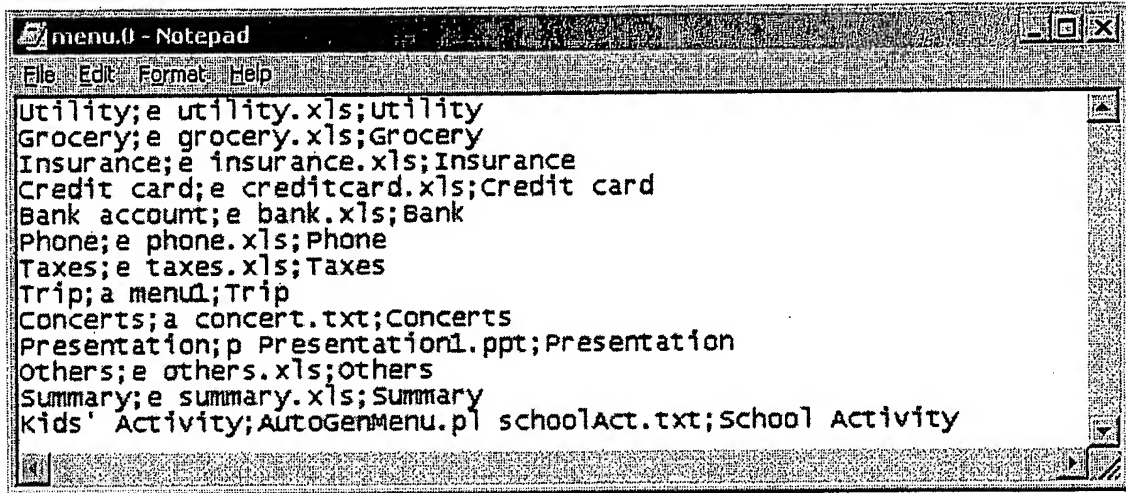 menu.0 - Notepad
File Edit Format Help
Utility;e utility.xls;Utility
Grocery;e grocery.xls;Grocery
Insurance;e insurance.xls;Insurance
Credit card;e creditcard.xls;Credit card
Bank account;e bank.xls;Bank
Phone;e phone.xls;Phone
Taxes;e taxes.xls;Taxes
Trip;a menu1;Trip
Concerts;a concert.txt;Concerts
Presentation;p Presentation1.ppt;Presentation
Others;e others.xls;Others
Summary;e summary.xls;Summary
Kids' Activity;AutoGenMenu.pl schoolAct.txt;School Activity